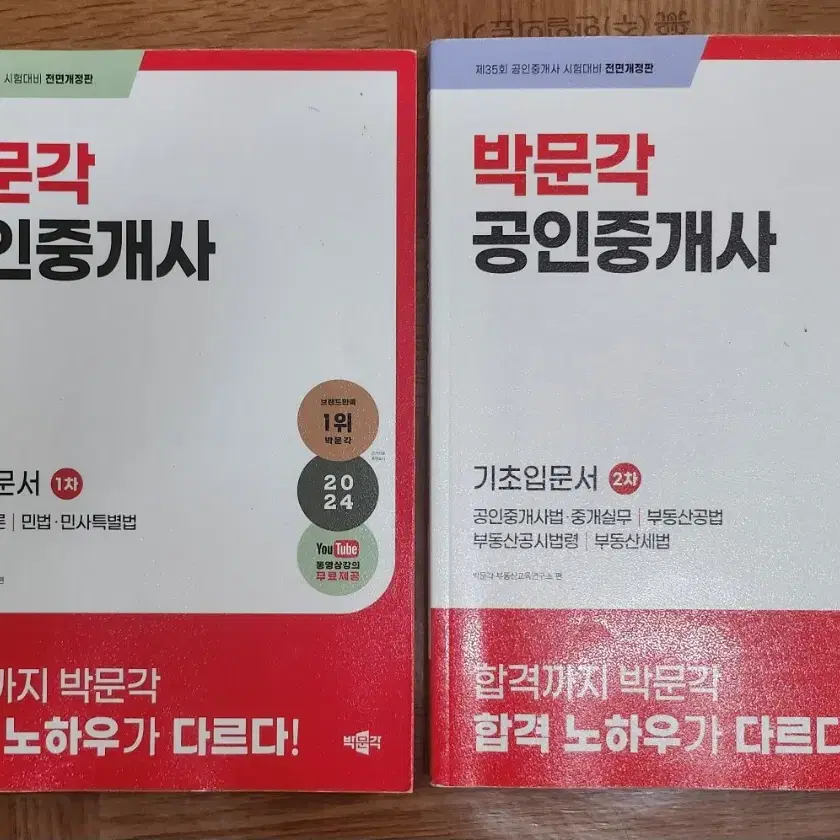 시험대비 전면개정판
문각
인중개사
브랜드만족
1위
박문각
20
24
문서 1차
론 | 민법·민사특별법
YouTube
동영상강의
무료제공
편
까지 박문각
노하우가 다르다!
박문각
제35회 공인중개사 시험대비 전면개정판
박문각
공인중개사
기초입문서 2차
공인중개사법·중개실무 | 부동산공법
부동산공시법령 | 부동산세법
박문각 부동산교육연구소 편
합격까지 박문각
합격 노하우가 다르다